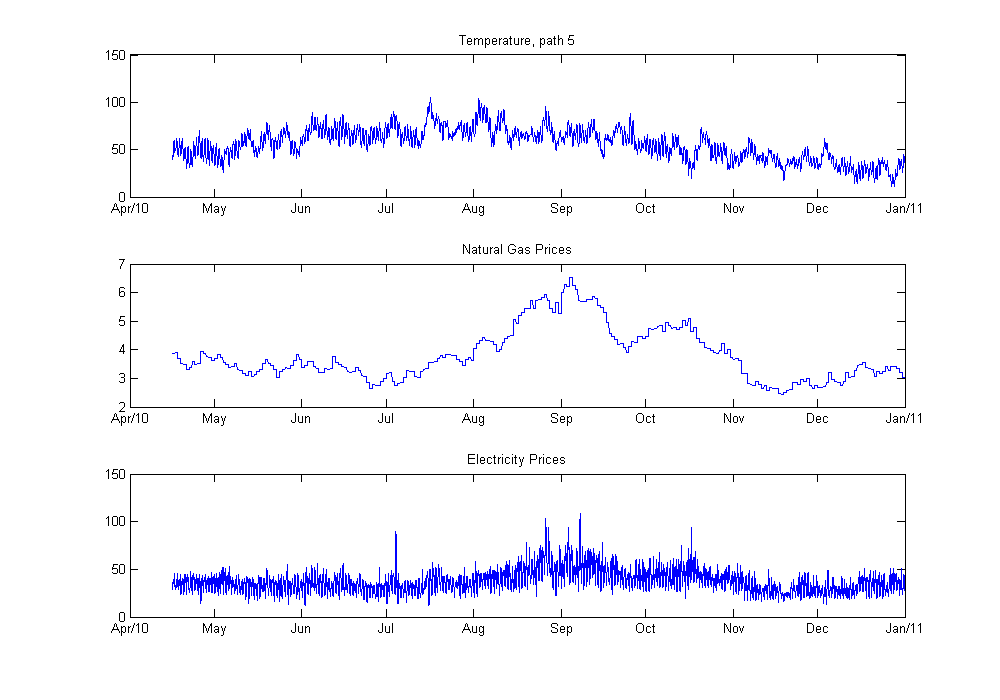 Temperature, path 5
150
100
50
0
Apr/10 May Jun Jul Aug Sep Oct Nov Dec Jan/11
Natural Gas Prices
7
6
5
4
3
2
Apr/10 May Jun Jul Aug Sep Oct Nov Dec Jan/11
Electricity Prices
150
100
50
0
Apr/10 May Jun Jul Aug Sep Oct Nov Dec Jan/11